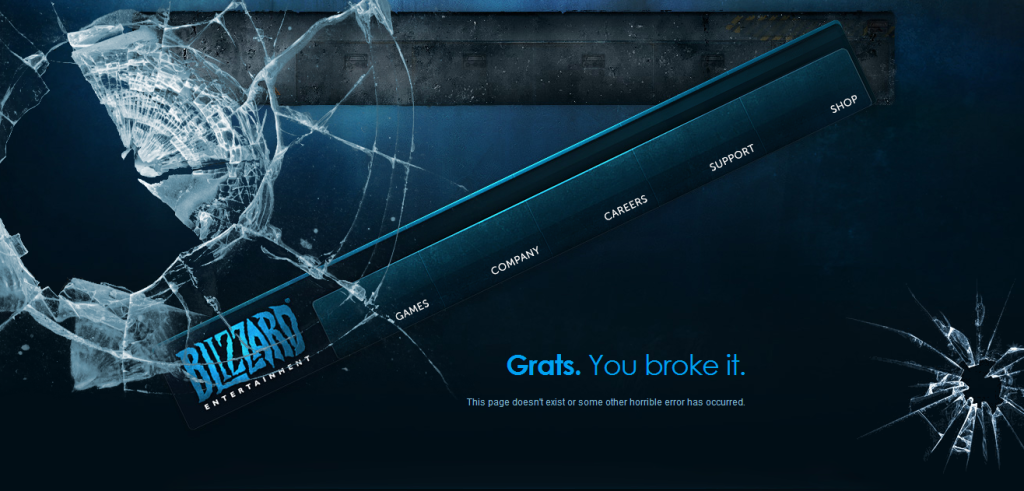 BLIZZARD
ENTERTAINMENT
GAMES
COMPANY
CAREERS
SUPPORT
SHOP
Grats. You broke it.
This page doesn't exist or some other horrible error has occurred.